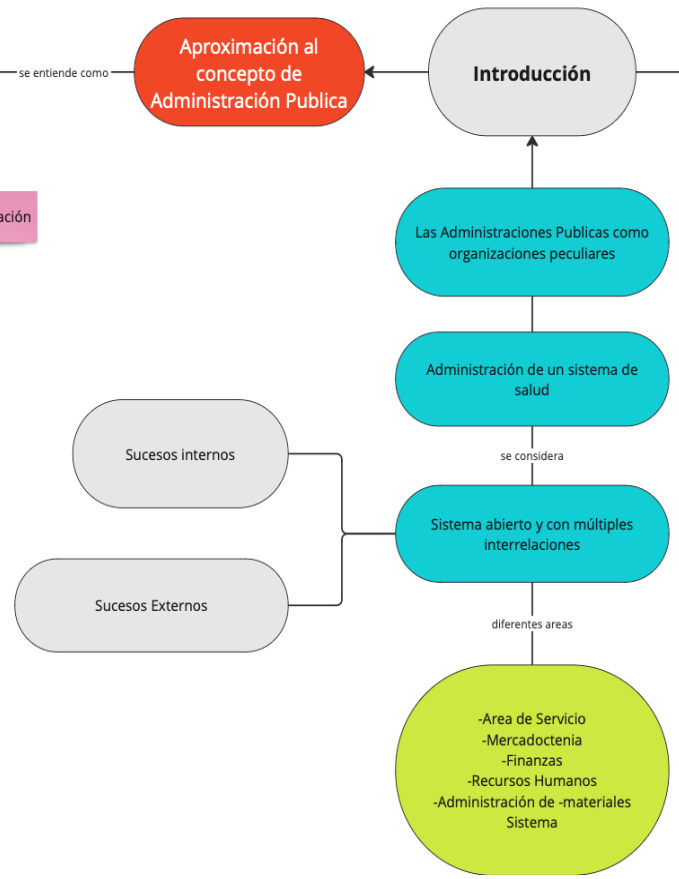 se entiende como
Aproximación al
concepto de
Administración Publica
Introducción
ación
Las Administraciones Publicas como
organizaciones peculiares
Administración de un sistema de
salud
se considera
Sucesos internos
Sistema abierto y con múltiples
interrelaciones
Sucesos Externos
diferentes areas
-Area de Servicio
-Mercadoctenia
-Finanzas
-Recursos Humanos
-Administración de -materiales
Sistema